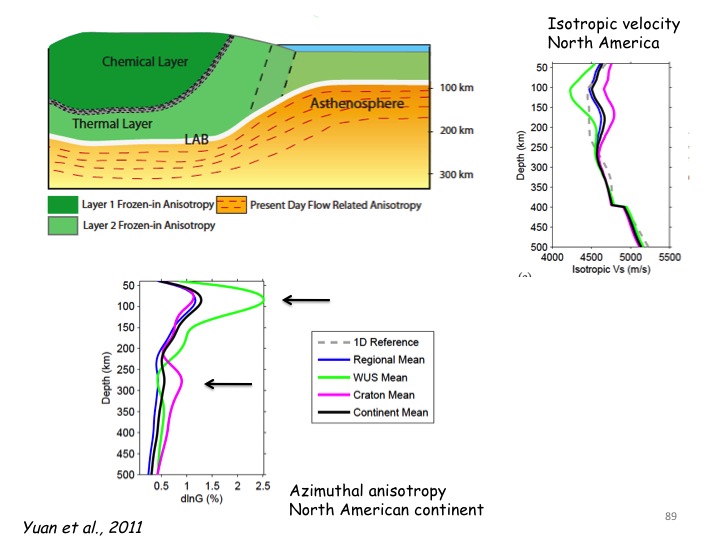 Isotropic velocity
North America
Chemical Layer
Thermal Layer
LAB
Asthenosphere
100 km
200 km
300 km
Layer 1 Frozen-in Anisotropy
Present Day Flow Related Anisotropy
Layer 2 Frozen-in Anisotropy
Depth (km)
50
100
150
200
250
300
350
400
450
500
4000
4500
5000
5500
Isotropic Vs (m/s)
Depth (km)
50
100
150
200
250
300
350
400
450
500
0.5
1
1.5
2
2.5
dlnG (%)
1D Reference
Regional Mean
WUS Mean
Craton Mean
Continent Mean
Azimuthal anisotropy
North American continent
Yuan et al., 2011
89